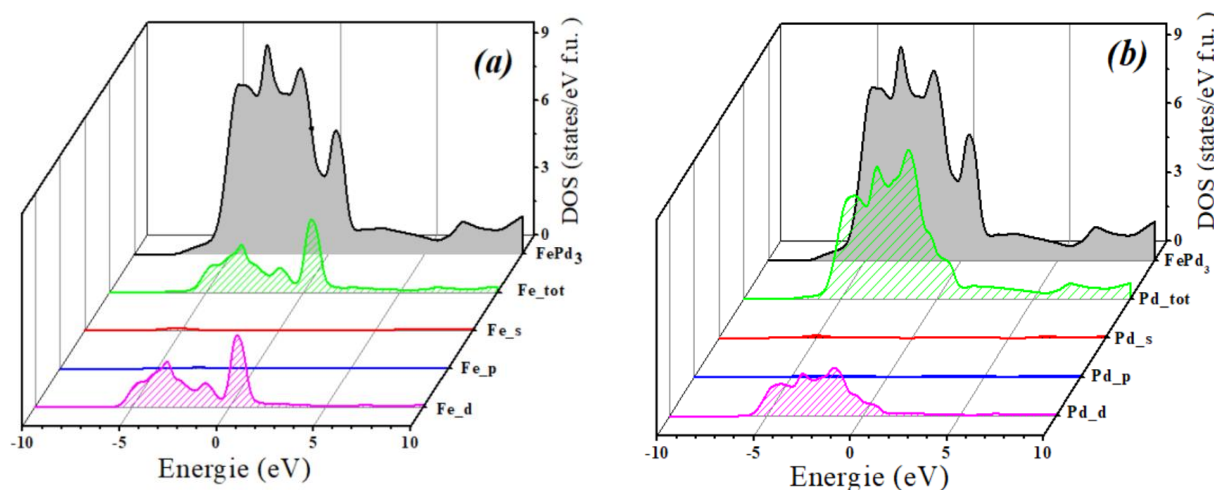 (a)
9
6
3
0
DOS (states/eV f.u.)
FePd3
Fe_tot
Fe_s
Fe_p
Fe_d
-10
-5
0
5
10
Energie (eV)
(b)
9
6
3
0
DOS (states/eV f.u.)
FePd3
Pd_tot
Pd_s
Pd_p
Pd_d
-10
-5
0
5
10
Energie (eV)